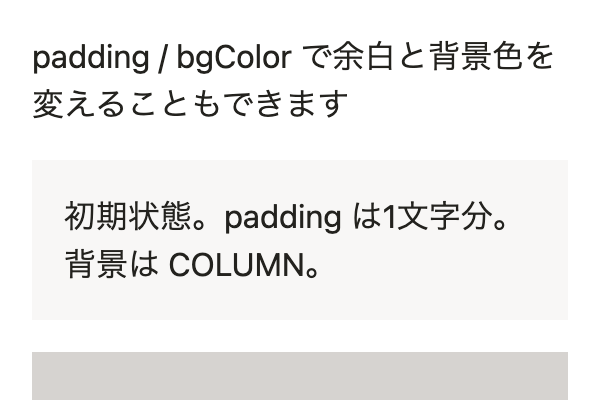 padding / bgColor で余白と背景色を
変えることもできます
初期状態。padding は1文字分。
背景は COLUMN。